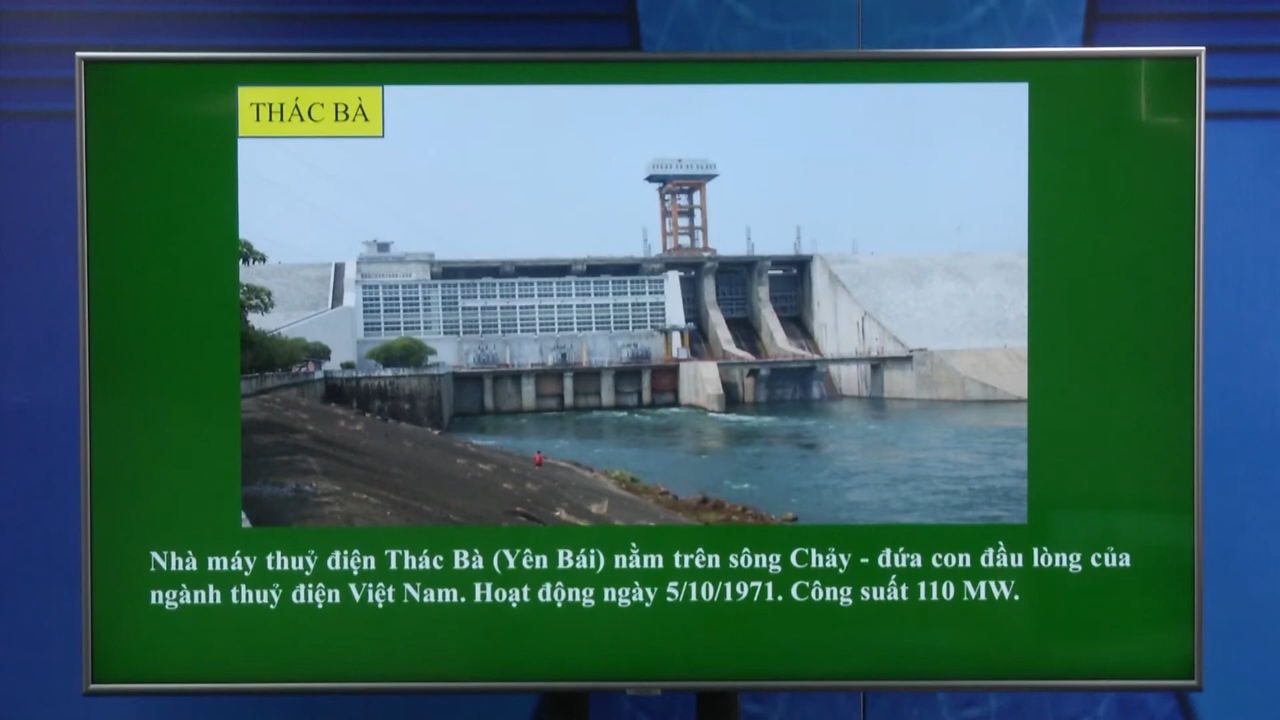 THÁC BÀ
Nhà máy thuỷ điện Thác Bà (Yên Bái) nằm trên sông Chảy - đứa con đầu lòng của
ngành thuỷ điện Việt Nam. Hoạt động ngày 5/10/1971. Công suất 110 MW.